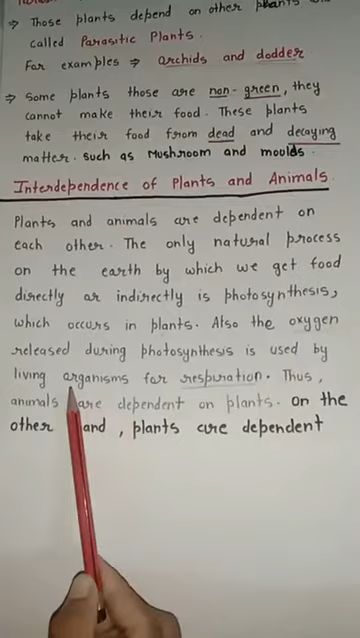 ⇒ Those plants depend on other plants
called Parasitic Plants.
For examples ⇒ archids and dodder
⇒ Some plants those are non-green, they
cannot make their food. These plants
take their food from dead and decaying
matter. such as Mushroom and moulds.
Interdependence of Plants and Animals.
Plants and animals are dependent on
each other. The only natural process
on the earth by which we get food
directly or indirectly is photosynthesis,
which occurs in plants. Also the oxygen
released during photosynthesis is used by
living organisms for respiration. Thus,
animals are dependent on plants. on the
other and, plants are dependent